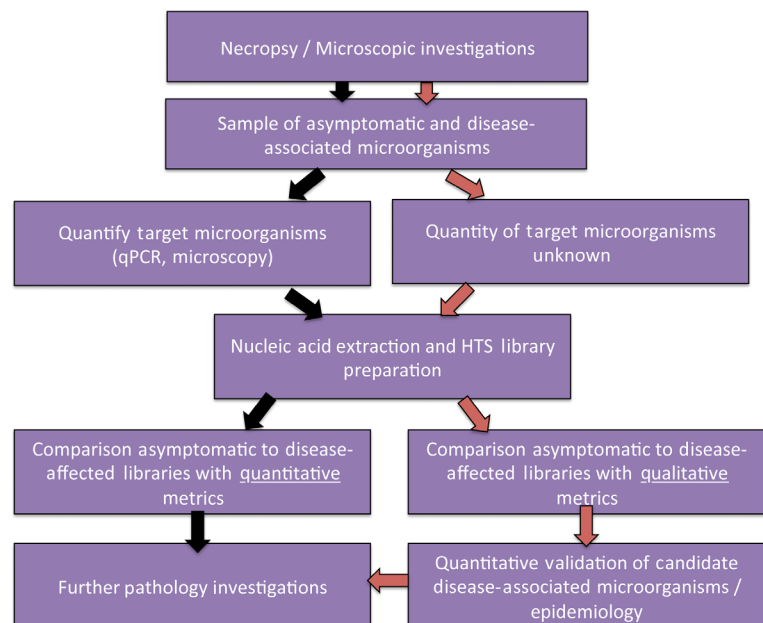 Necropsy / Microscopic investigations
Sample of asymptomatic and disease-
associated microorganisms
Quantify target microorganisms
(qPCR, microscopy)
Quantity of target microorganisms
unknown
Nucleic acid extraction and HTS library
preparation
Comparison asymptomatic to disease-
affected libraries with quantitative
metrics
Comparison asymptomatic to disease-
affected libraries with qualitative
metrics
Further pathology investigations
Quantitative validation of candidate
disease-associated microorganisms /
epidemiology